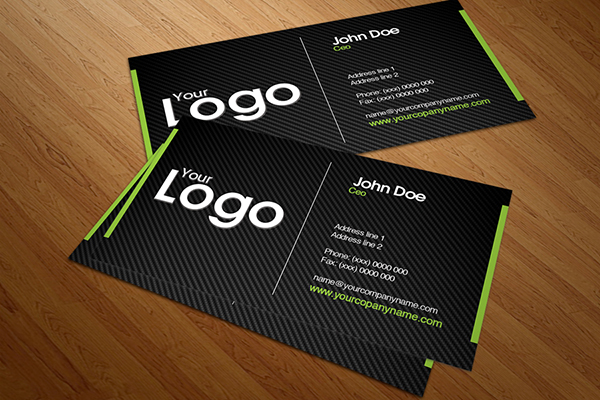 John Doe
Ceo
Your
Logo
Address line 1
Address line 2
Phone: (xxx) 0000 000
Fax: (xxx) 0000 000
name@yourcompanyname.com
www.yourcompanyname.com
Your
Logo
John Doe
Ceo
Address line 1
Address line 2
Phone: (xxx) 0000 000
Fax: (xxx) 0000 000
name@yourcompanyname.com
www.yourcompanyname.com